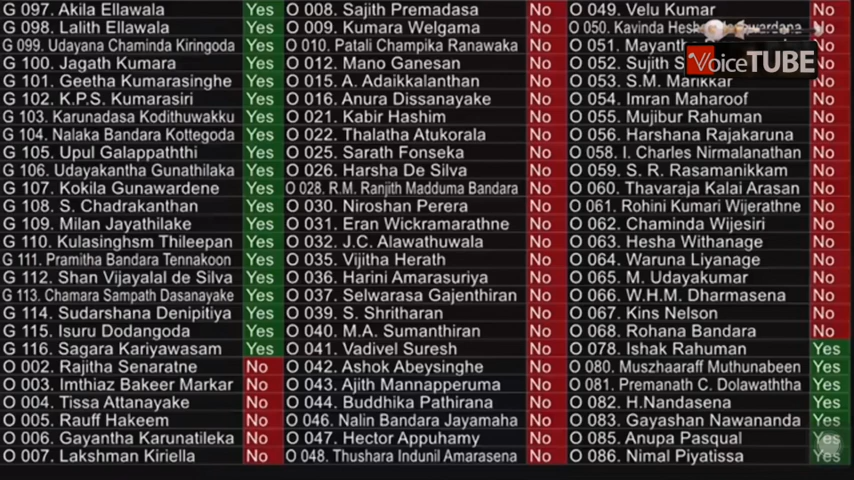 G 097. Akila Ellawala Yes
G 098. Lalith Ellawala Yes
G 099. Udayana Chaminda Kiringoda Yes
G 100. Jagath Kumara Yes
G 101. Geetha Kumarasinghe Yes
G 102. K.P.S. Kumarasiri Yes
G 103. Karunadasa Kodithuwakku Yes
G 104. Nalaka Bandara Kottegoda Yes
G 105. Upul Galappaththi Yes
G 106. Udayakantha Gunathilaka Yes
G 107. Kokila Gunawardene Yes
G 108. S. Chadrakanthan Yes
G 109. Milan Jayathilake Yes
G 110. Kulasinghsm Thileepan Yes
G 111. Pramitha Bandara Tennakoon Yes
G 112. Shan Vijayalal de Silva Yes
G 113. Chamara Sampath Dasanayake Yes
G 114. Sudarshana Denipitiya Yes
G 115. Isuru Dodangoda Yes
G 116. Sagara Kariyawasam Yes
O 002. Rajitha Senaratne No
O 003. Imthiaz Bakeer Markar No
O 004. Tissa Attanayake No
O 005. Rauff Hakeem No
O 006. Gayantha Karunatileka No
O 007. Lakshman Kiriella No
O 008. Sajith Premadasa No
O 009. Kumara Welgama No
O 010. Patali Champika Ranawaka No
O 012. Mano Ganesan No
O 015. A. Adaikkalanthan No
O 016. Anura Dissanayake No
O 021. Kabir Hashim No
O 022. Thalatha Atukorala No
O 025. Sarath Fonseka No
O 026. Harsha De Silva No
O 028. R.M. Ranjith Madduma Bandara No
O 030. Niroshan Perera No
O 031. Eran Wickramarathne No
O 032. J.C. Alawathuwala No
O 035. Vijitha Herath No
O 036. Harini Amarasuriya No
O 037. Selwarasa Gajenthiran No
O 039. S. Shritharan No
O 040. M.A. Sumanthiran No
O 041. Vadivel Suresh No
O 042. Ashok Abeysinghe No
O 043. Ajith Mannapperuma No
O 044. Buddhika Pathirana No
O 046. Nalin Bandara Jayamaha No
O 047. Hector Appuhamy No
O 048. Thushara Indunil Amarasena No
O 049. Velu Kumar No
O 050. Kavinda No
O 051. No
O 052. Sujith No
O 053. S.M. Marikkar No
O 054. Imran Maharoof No
O 055. Mujibur Rahuman No
O 056. Harshana Rajakaruna No
O 058. I. Charles Nirmalanathan No
O 059. S. R. Rasamanikkam No
O 060. Thavaraja Kalai Arasan No
O 061. Rohini Kumari Wijerathne No
O 062. Chaminda Wijesiri No
O 063. Hesha Withanage No
O 064. Waruna Liyanage No
O 065. M. Udayakumar No
O 066. W.H.M. Dharmasena No
O 067. Kins Nelson No
O 068. Rohana Bandara No
O 078. Ishak Rahuman Yes
O 080. Muszhaaraff Muthunabeen Yes
O 081. Premanath C. Dolawaththa Yes
O 082. H.Nandasena Yes
O 083. Gayashan Nawananda Yes
O 085. Anupa Pasqual Yes
O 086. Nimal Piyatissa Yes
VoiceTUBE